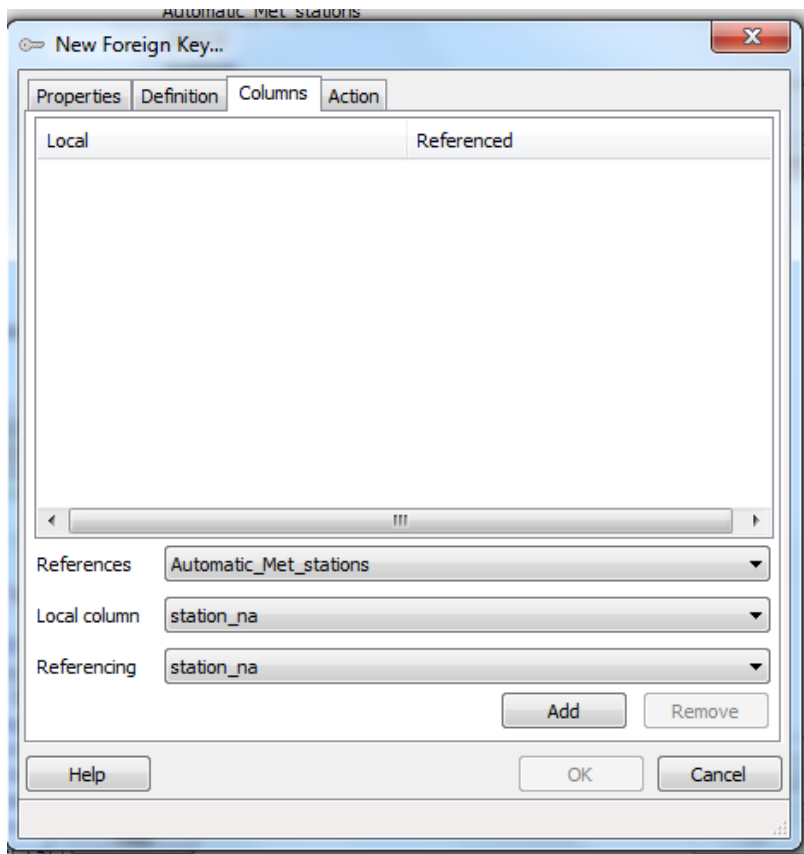 Automatic_Met_stations
New Foreign Key...
Properties Definition Columns Action
Local Referenced
References Automatic_Met_stations
Local column station_na
Referencing station_na
Add Remove
Help OK Cancel